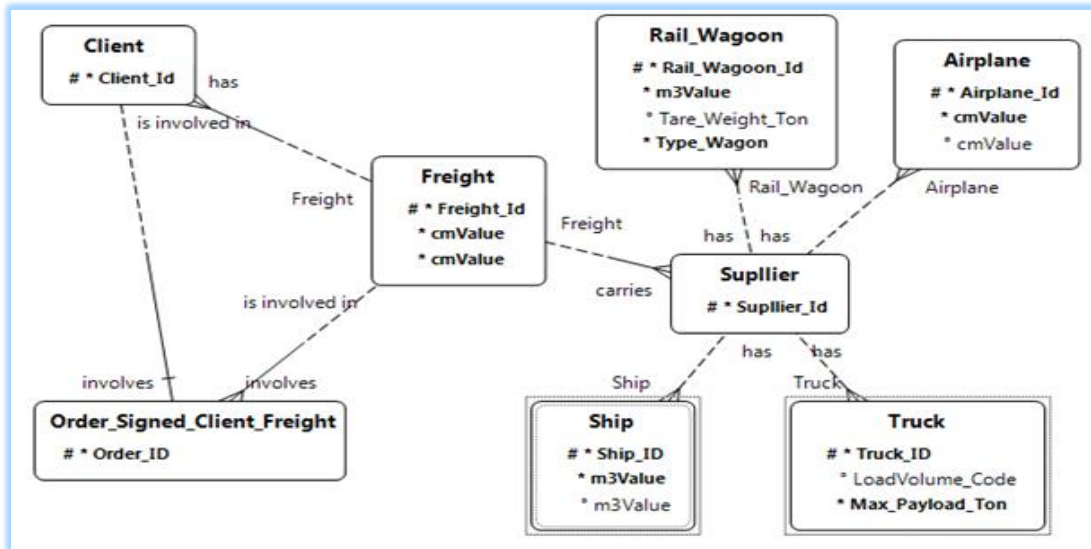 Client
# * Client_Id
has
is involved in
Freight
Freight
# * Freight_Id
* cmValue
* cmValue
is involved in
involves
involves
Order_Signed_Client_Freight
# * Order_ID
Rail_Wagoon
# * Rail_Wagoon_Id
* m3Value
° Tare_Weight_Ton
* Type_Wagon
Airplane
# * Airplane_Id
* cmValue
° cmValue
Rail_Wagoon
Airplane
Freight
has has
carries
Supllier
# * Supllier_Id
has has
Ship
Truck
Ship
# * Ship_ID
* m3Value
° m3Value
Truck
# * Truck_ID
° LoadVolume_Code
* Max_Payload_Ton